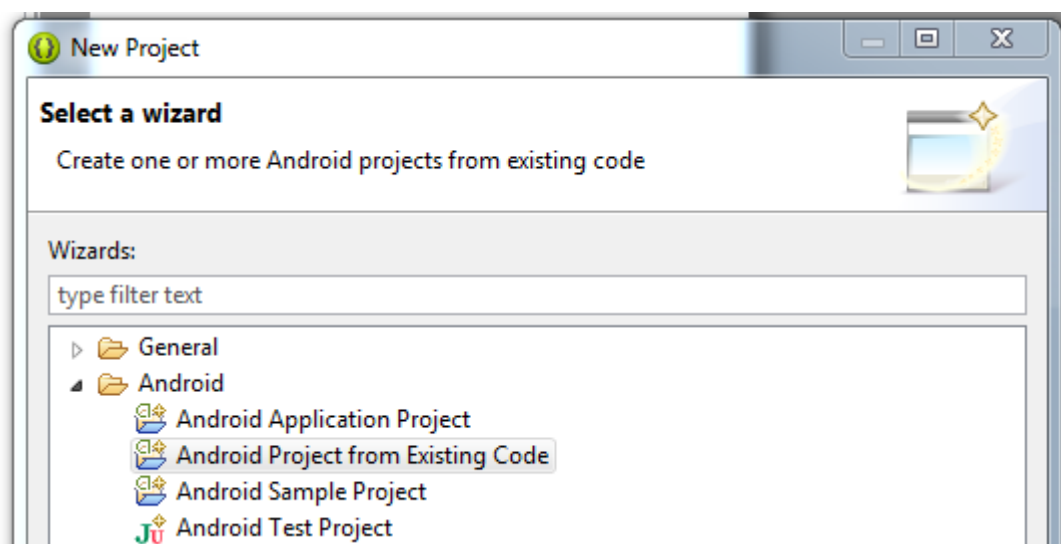 New Project
Select a wizard
Create one or more Android projects from existing code
Wizards:
type filter text
General
Android
Android Application Project
Android Project from Existing Code
Android Sample Project
Android Test Project